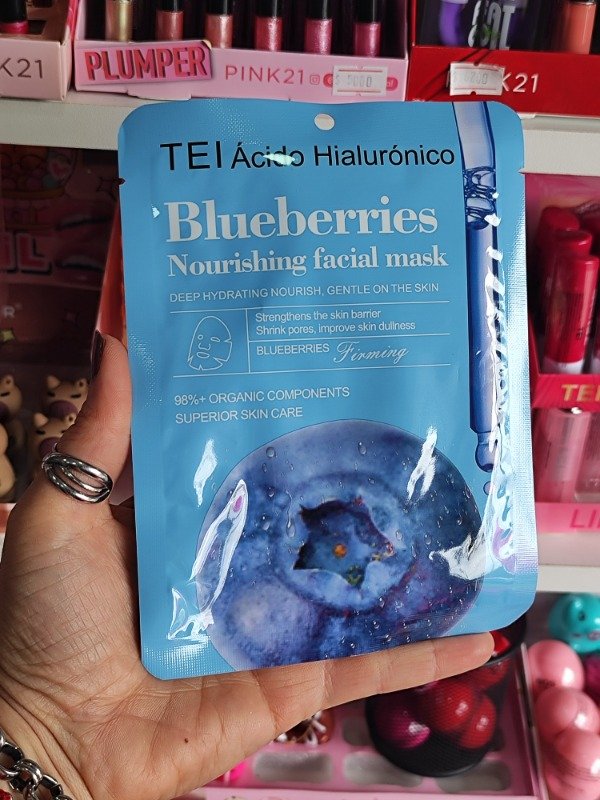 K21
PLUMPER
PINK21
K21
TEI Ácido Hialurónico
Blueberries
Nourishing facial mask
DEEP HYDRATING NOURISH, GENTLE ON THE SKIN
Strengthens the skin barrier
Shrink pores, improve skin dullness
BLUEBERRIES Firming
98%+ ORGANIC COMPONENTS
SUPERIOR SKIN CARE